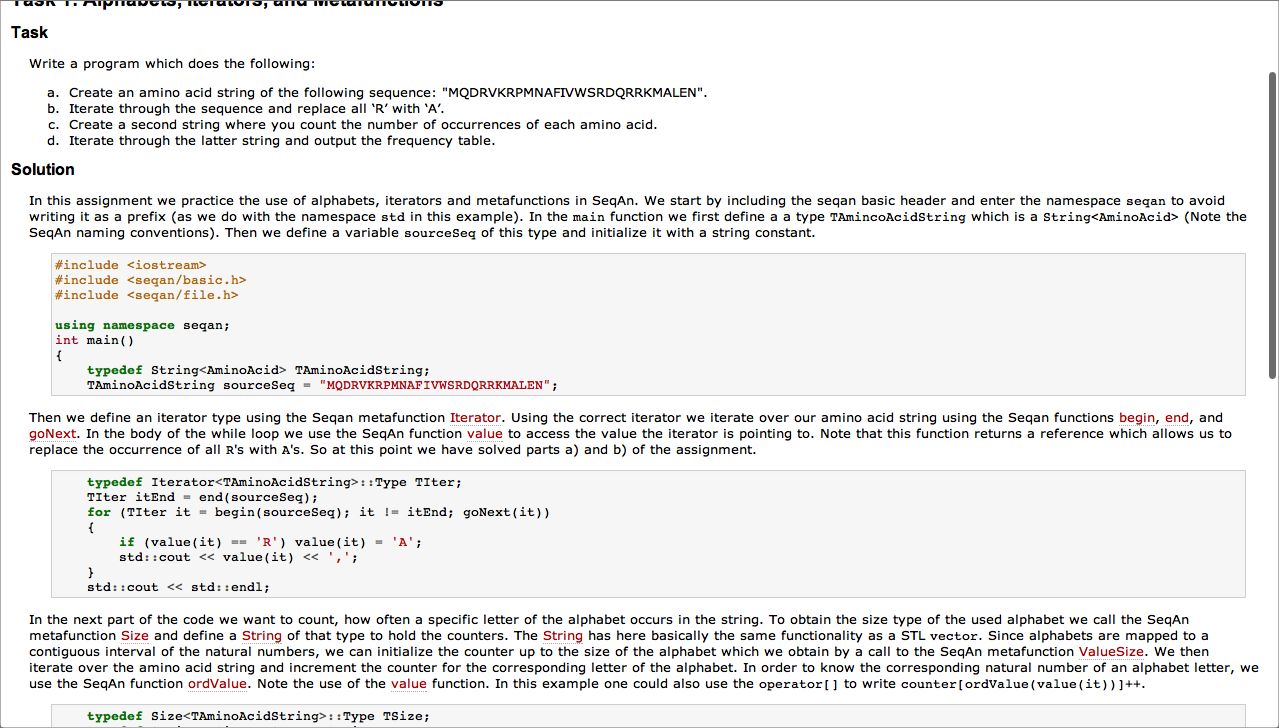 Task 1: Alphabets, Iterators, and Metafunctions
Task
Write a program which does the following:
a. Create an amino acid string of the following sequence: "MQDRVKRPMNAFIVWSRDQRRKMALEN".
b. Iterate through the sequence and replace all ‘R’ with ‘A’.
c. Create a second string where you count the number of occurrences of each amino acid.
d. Iterate through the latter string and output the frequency table.
Solution
In this assignment we practice the use of alphabets, iterators and metafunctions in SeqAn. We start by including the seqan basic header and enter the namespace seqan to avoid
writing it as a prefix (as we do with the namespace std in this example). In the main function we first define a a type TAmincoAcidString which is a String<AminoAcid> (Note the
SeqAn naming conventions). Then we define a variable sourceSeq of this type and initialize it with a string constant.
#include <iostream>
#include <seqan/basic.h>
#include <seqan/file.h>
using namespace seqan;
int main()
{
typedef String<AminoAcid> TAminoAcidString;
TAminoAcidString sourceSeq = "MQDRVKRPMNAFIVWSRDQRRKMALEN";
Then we define an iterator type using the Seqan metafunction Iterator. Using the correct iterator we iterate over our amino acid string using the Seqan functions begin, end, and
goNext. In the body of the while loop we use the SeqAn function value to access the value the iterator is pointing to. Note that this function returns a reference which allows us to
replace the occurrence of all R's with A's. So at this point we have solved parts a) and b) of the assignment.
typedef Iterator<TAminoAcidString>::Type TIter;
TIter itEnd = end(sourceSeq);
for (TIter it = begin(sourceSeq); it != itEnd; goNext(it))
{
if (value(it) == 'R') value(it) = 'A';
std::cout << value(it) << ',';
}
std::cout << std::endl;
In the next part of the code we want to count, how often a specific letter of the alphabet occurs in the string. To obtain the size type of the used alphabet we call the SeqAn
metafunction Size and define a String of that type to hold the counters. The String has here basically the same functionality as a STL vector. Since alphabets are mapped to a
contiguous interval of the natural numbers, we can initialize the counter up to the size of the alphabet which we obtain by a call to the SeqAn metafunction ValueSize. We then
iterate over the amino acid string and increment the counter for the corresponding letter of the alphabet. In order to know the corresponding natural number of an alphabet letter, we
use the SeqAn function ordValue. Note the use of the value function. In this example one could also use the operator[] to write counter[ordValue(value(it))]++.
typedef Size<TAminoAcidString>::Type TSize;